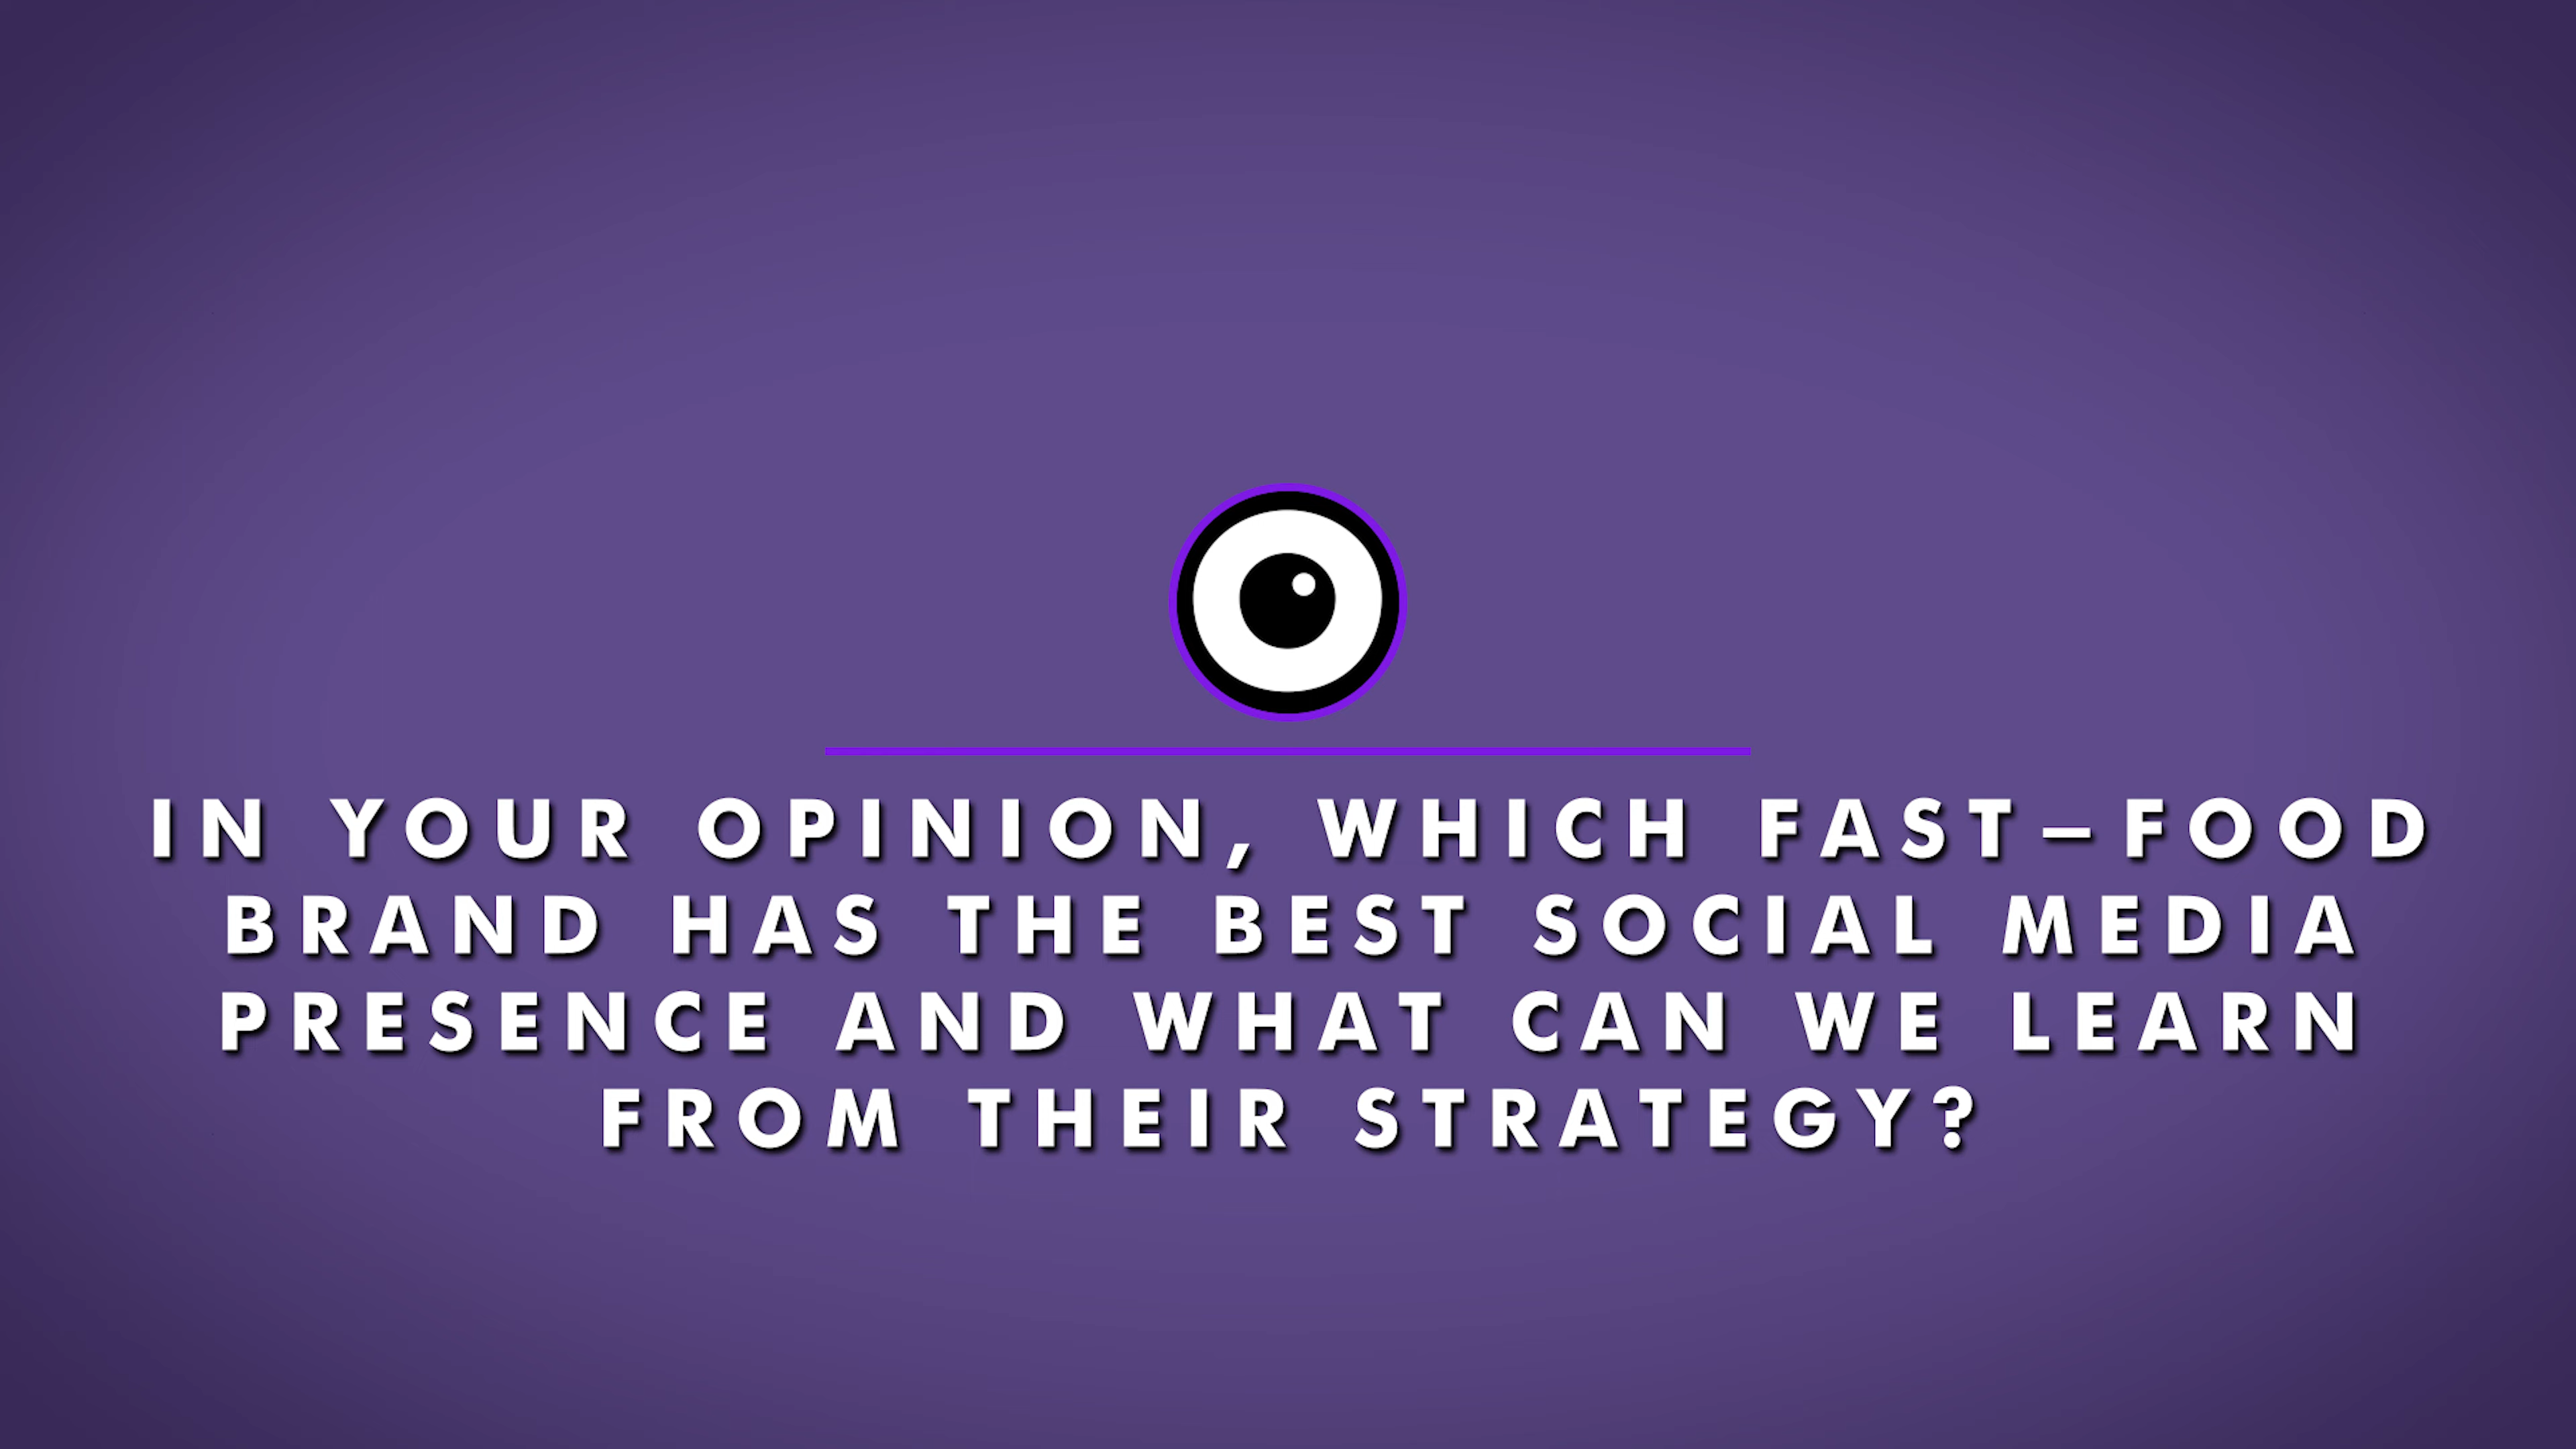 IN YOUR OPINION, WHICH FAST–FOOD
BRAND HAS THE BEST SOCIAL MEDIA
PRESENCE AND WHAT CAN WE LEARN
FROM THEIR STRATEGY?